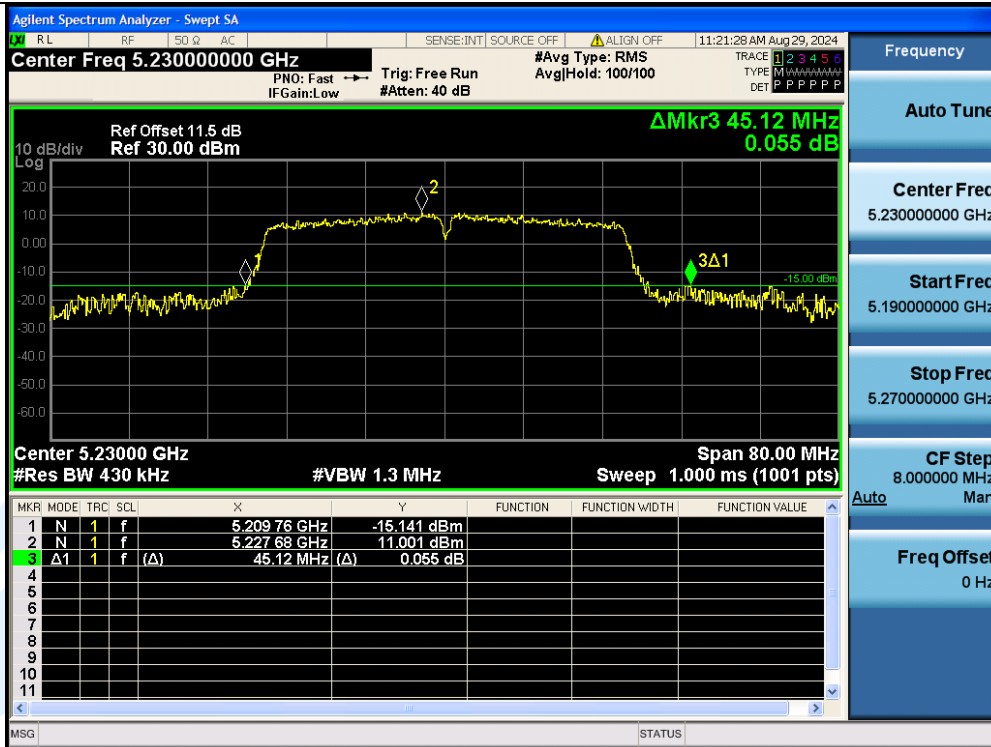 Agilent Spectrum Analyzer - Swept SA
LXI RL RF 50 Ω AC SENSE:INT SOURCE OFF ALIGN OFF 11:21:28 AM Aug 29, 2024
Center Freq 5.230000000 GHz
PNO: Fast
IFGain:Low
Trig: Free Run
#Atten: 40 dB
#Avg Type: RMS
Avg|Hold: 100/100
TRACE 1 2 3 4 5 6
TYPE M WWWWWW
DET P P P P P P
Frequency
Auto Tune
Center Freq
5.230000000 GHz
Start Freq
5.190000000 GHz
Stop Freq
5.270000000 GHz
CF Step
8.000000 MHz
Auto Man
Freq Offset
0 Hz
ΔMkr3 45.12 MHz
0.055 dB
Ref Offset 11.5 dB
10 dB/div Ref 30.00 dBm
Log
20.0
10.0
0.00
-10.0
-20.0
-30.0
-40.0
-50.0
-60.0
1
2
3Δ1
-15.00 dBm
Center 5.23000 GHz Span 80.00 MHz
#Res BW 430 kHz #VBW 1.3 MHz Sweep 1.000 ms (1001 pts)
MKR MODE TRC SCL X Y FUNCTION FUNCTION WIDTH FUNCTION VALUE
1 N 1 f 5.209 76 GHz -15.141 dBm
2 N 1 f 5.227 68 GHz 11.001 dBm
3 Δ1 1 f (Δ) 45.12 MHz (Δ) 0.055 dB
4
5
6
7
8
9
10
11
MSG STATUS